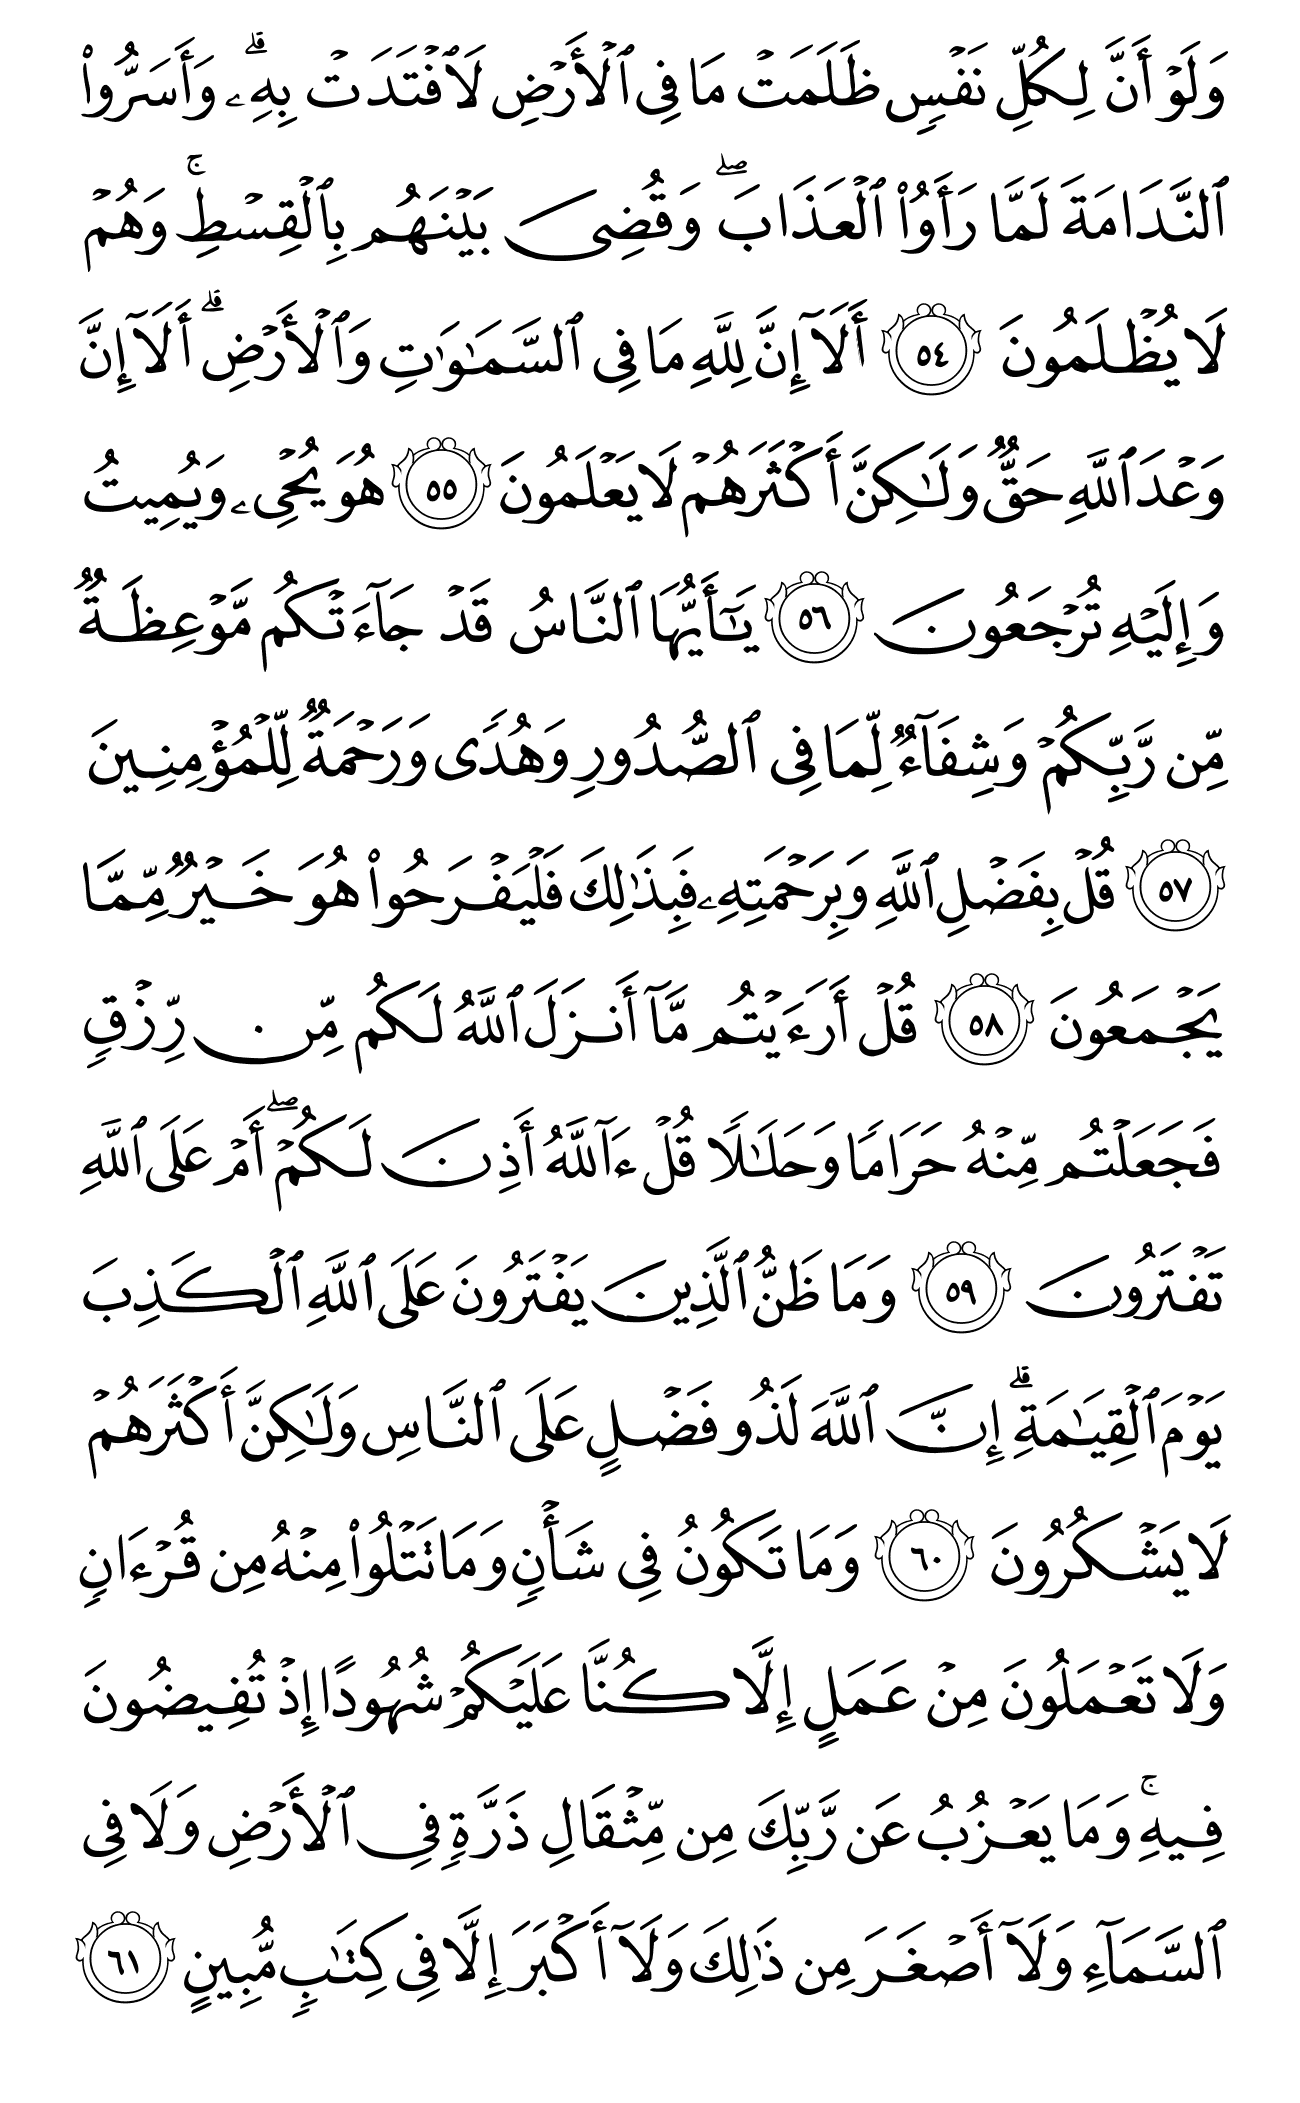 وَلَوۡ أَنَّ لِكُلِّ نَفۡسٖ ظَلَمَتۡ مَا فِي ٱلۡأَرۡضِ لَٱفۡتَدَتۡ بِهِۦۗ وَأَسَرُّواْ
ٱلنَّدَامَةَ لَمَّا رَأَوُاْ ٱلۡعَذَابَۖ وَقُضِيَ بَيۡنَهُم بِٱلۡقِسۡطِۚ وَهُمۡ
لَا يُظۡلَمُونَ ٥٤ أَلَآ إِنَّ لِلَّهِ مَا فِي ٱلسَّمَٰوَٰتِ وَٱلۡأَرۡضِۗ أَلَآ إِنَّ
وَعۡدَ ٱللَّهِ حَقّٞ وَلَٰكِنَّ أَكۡثَرَهُمۡ لَا يَعۡلَمُونَ ٥٥ هُوَ يُحۡيِۦ وَيُمِيتُ
وَإِلَيۡهِ تُرۡجَعُونَ ٥٦ يَٰٓأَيُّهَا ٱلنَّاسُ قَدۡ جَآءَتۡكُم مَّوۡعِظَةٞ
مِّن رَّبِّكُمۡ وَشِفَآءٞ لِّمَا فِي ٱلصُّدُورِ وَهُدٗى وَرَحۡمَةٞ لِّلۡمُؤۡمِنِينَ
٥٧ قُلۡ بِفَضۡلِ ٱللَّهِ وَبِرَحۡمَتِهِۦ فَبِذَٰلِكَ فَلۡيَفۡرَحُواْ هُوَ خَيۡرٞ مِّمَّا
يَجۡمَعُونَ ٥٨ قُلۡ أَرَءَيۡتُم مَّآ أَنزَلَ ٱللَّهُ لَكُم مِّن رِّزۡقٖ
فَجَعَلۡتُم مِّنۡهُ حَرَامٗا وَحَلَٰلٗا قُلۡ ءَآللَّهُ أَذِنَ لَكُمۡۖ أَمۡ عَلَى ٱللَّهِ
تَفۡتَرُونَ ٥٩ وَمَا ظَنُّ ٱلَّذِينَ يَفۡتَرُونَ عَلَى ٱللَّهِ ٱلۡكَذِبَ
يَوۡمَ ٱلۡقِيَٰمَةِۗ إِنَّ ٱللَّهَ لَذُو فَضۡلٍ عَلَى ٱلنَّاسِ وَلَٰكِنَّ أَكۡثَرَهُمۡ
لَا يَشۡكُرُونَ ٦٠ وَمَا تَكُونُ فِي شَأۡنٖ وَمَا تَتۡلُواْ مِنۡهُ مِن قُرۡءَانٖ
وَلَا تَعۡمَلُونَ مِنۡ عَمَلٍ إِلَّا كُنَّا عَلَيۡكُمۡ شُهُودًا إِذۡ تُفِيضُونَ
فِيهِۚ وَمَا يَعۡزُبُ عَن رَّبِّكَ مِن مِّثۡقَالِ ذَرَّةٖ فِي ٱلۡأَرۡضِ وَلَا فِي
ٱلسَّمَآءِ وَلَآ أَصۡغَرَ مِن ذَٰلِكَ وَلَآ أَكۡبَرَ إِلَّا فِي كِتَٰبٖ مُّبِينٍ ٦١